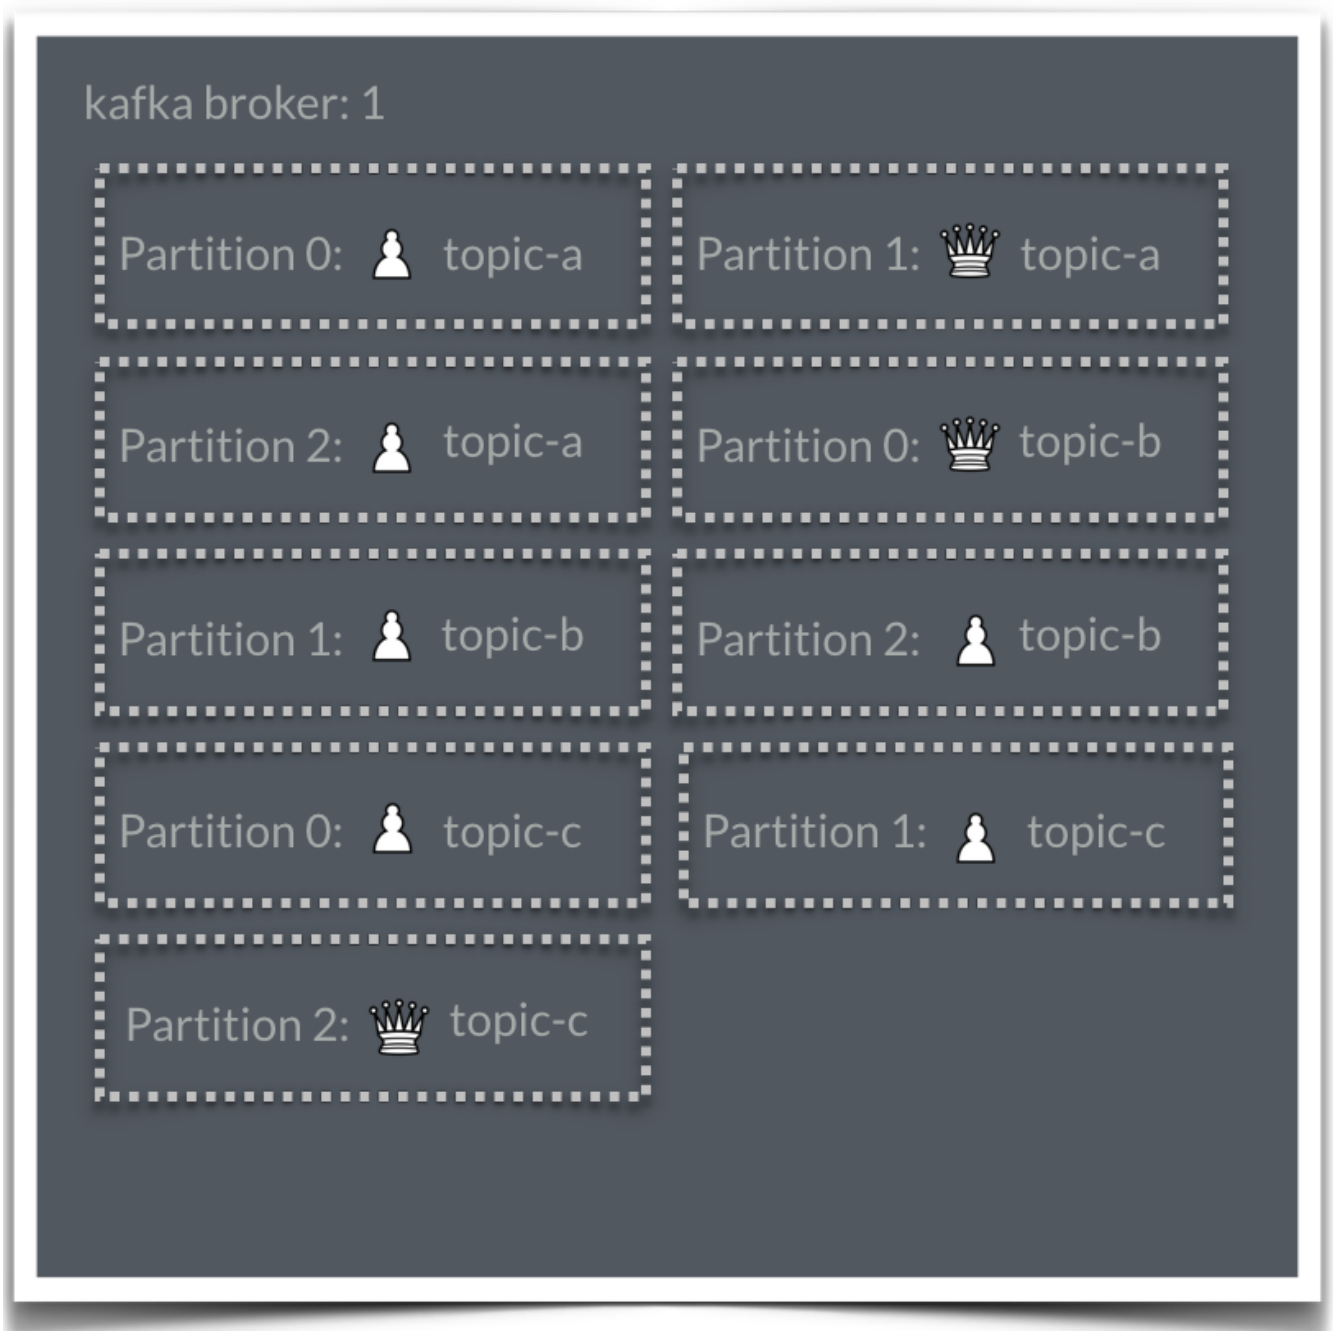 kafka broker: 1
Partition 0: topic-a
Partition 1: topic-a
Partition 2: topic-a
Partition 0: topic-b
Partition 1: topic-b
Partition 2: topic-b
Partition 0: topic-c
Partition 1: topic-c
Partition 2: topic-c